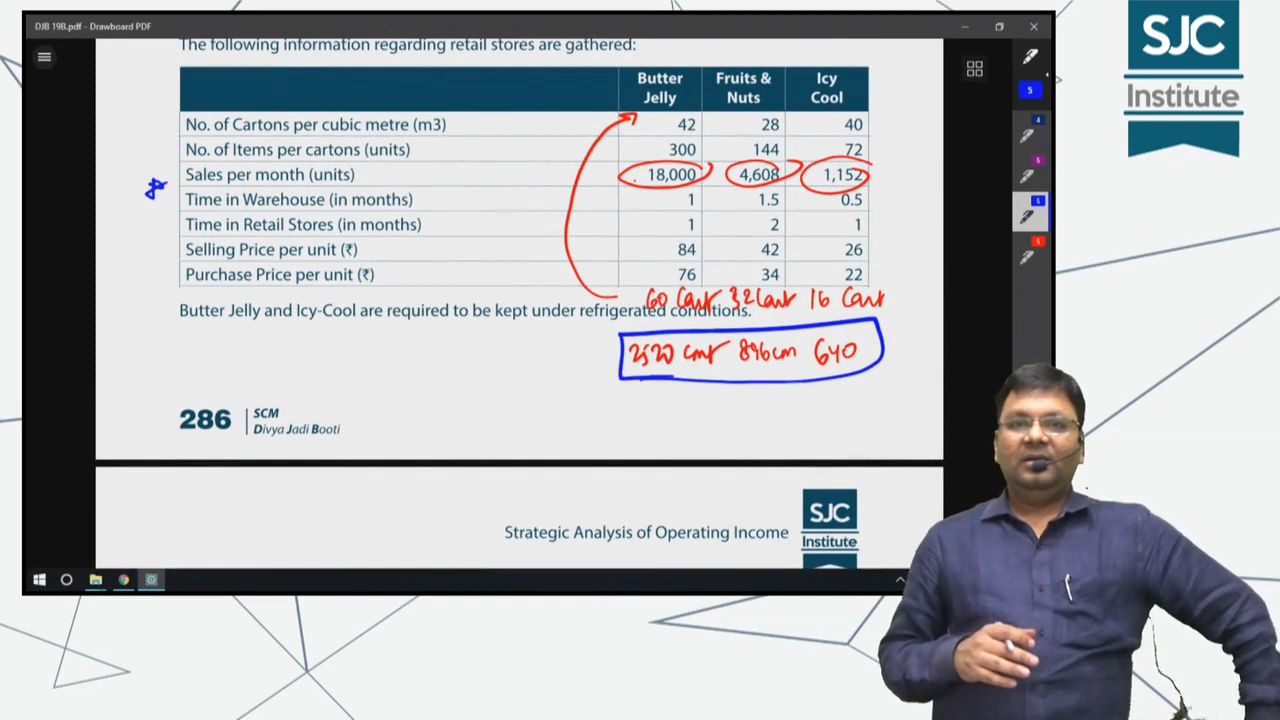 DJB 19B.pdf - Drawboard PDF
SJC
Institute
The following information regarding retail stores are gathered:
Butter Jelly Fruits & Nuts Icy Cool
No. of Cartons per cubic metre (m3) 42 28 40
No. of Items per cartons (units) 300 144 72
Sales per month (units) 18,000 4,608 1,152
Time in Warehouse (in months) 1 1.5 0.5
Time in Retail Stores (in months) 1 2 1
Selling Price per unit (₹) 84 42 26
Purchase Price per unit (₹) 76 34 22
60 Cart 32 Cart 16 Cart
Butter Jelly and Icy-Cool are required to be kept under refrigerated conditions.
2520 cmt 896 cm 640
286 SCM
Divya Jadi Booti
Strategic Analysis of Operating Income
SJC
Institute
5
4
5
5
5